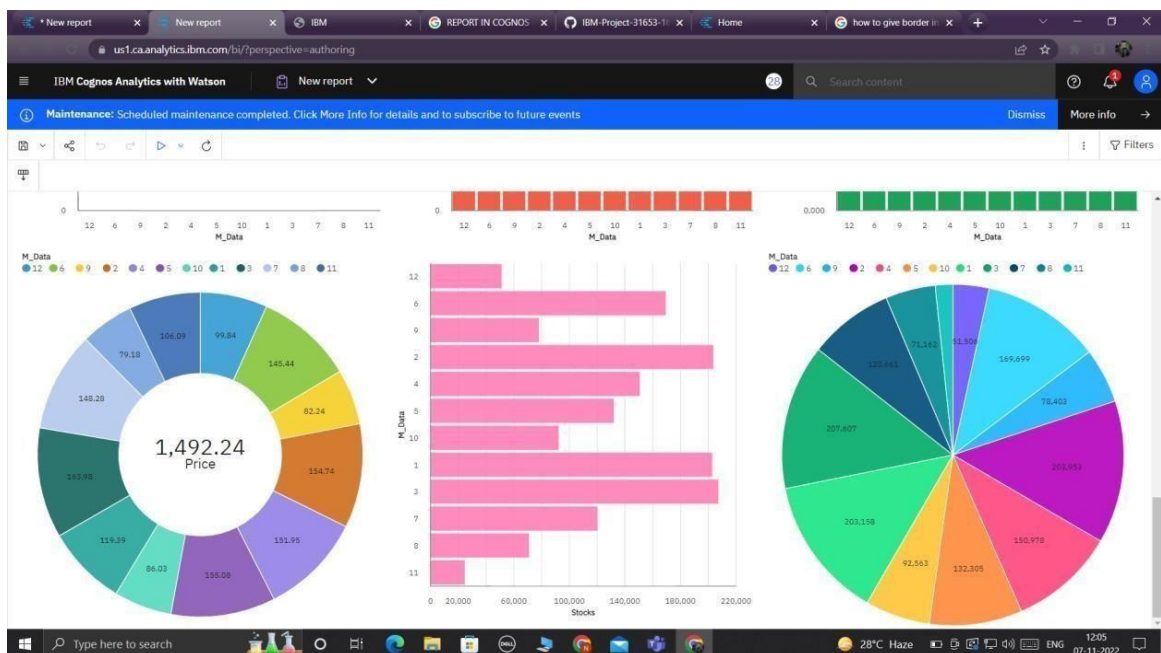 * New report
New report
IBM
REPORT IN COGNOS
IBM-Project-31653-16
Home
how to give border in
us1.ca.analytics.ibm.com/bi/?perspective=authoring
IBM Cognos Analytics with Watson
New report
28
Search content
1
Maintenance: Scheduled maintenance completed. Click More Info for details and to subscribe to future events
Dismiss
More info
Filters
0
12 6 9 2 4 5 10 1 3 7 8 11
M_Data
0
12 6 9 2 4 5 10 1 3 7 8 11
M_Data
0.000
12 6 9 2 4 5 10 1 3 7 8 11
M_Data
M_Data
12 6 9 2 4 5 10 1 3 7 8 11
99.84
145.44
82.24
154.74
151.95
155.08
86.03
119.39
163.98
148.28
79.18
106.09
1,492.24
Price
M_Data
12
6
9
2
4
5
10
1
3
7
8
11
0 20,000 60,000 100,000 140,000 180,000 220,000
Stocks
M_Data
12 6 9 2 4 5 10 1 3 7 8 11
51,506
169,699
78,403
203,953
150,978
132,305
92,563
203,158
207,607
71,162
Type here to search
DELL
28°C Haze
ENG
12:05
07-11-2022